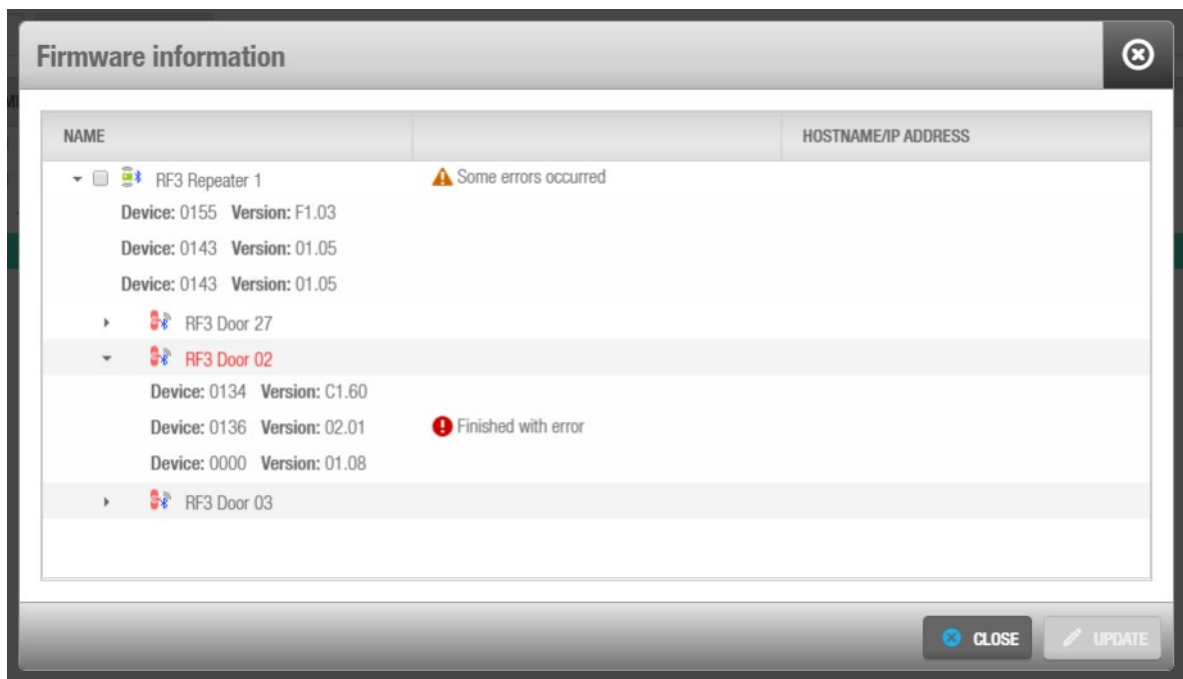 Firmware information
NAME HOSTNAME/IP ADDRESS
RF3 Repeater 1 Some errors occurred
Device: 0155 Version: F1.03
Device: 0143 Version: 01.05
Device: 0143 Version: 01.05
RF3 Door 27
RF3 Door 02
Device: 0134 Version: C1.60
Device: 0136 Version: 02.01 Finished with error
Device: 0000 Version: 01.08
RF3 Door 03
CLOSE UPDATE